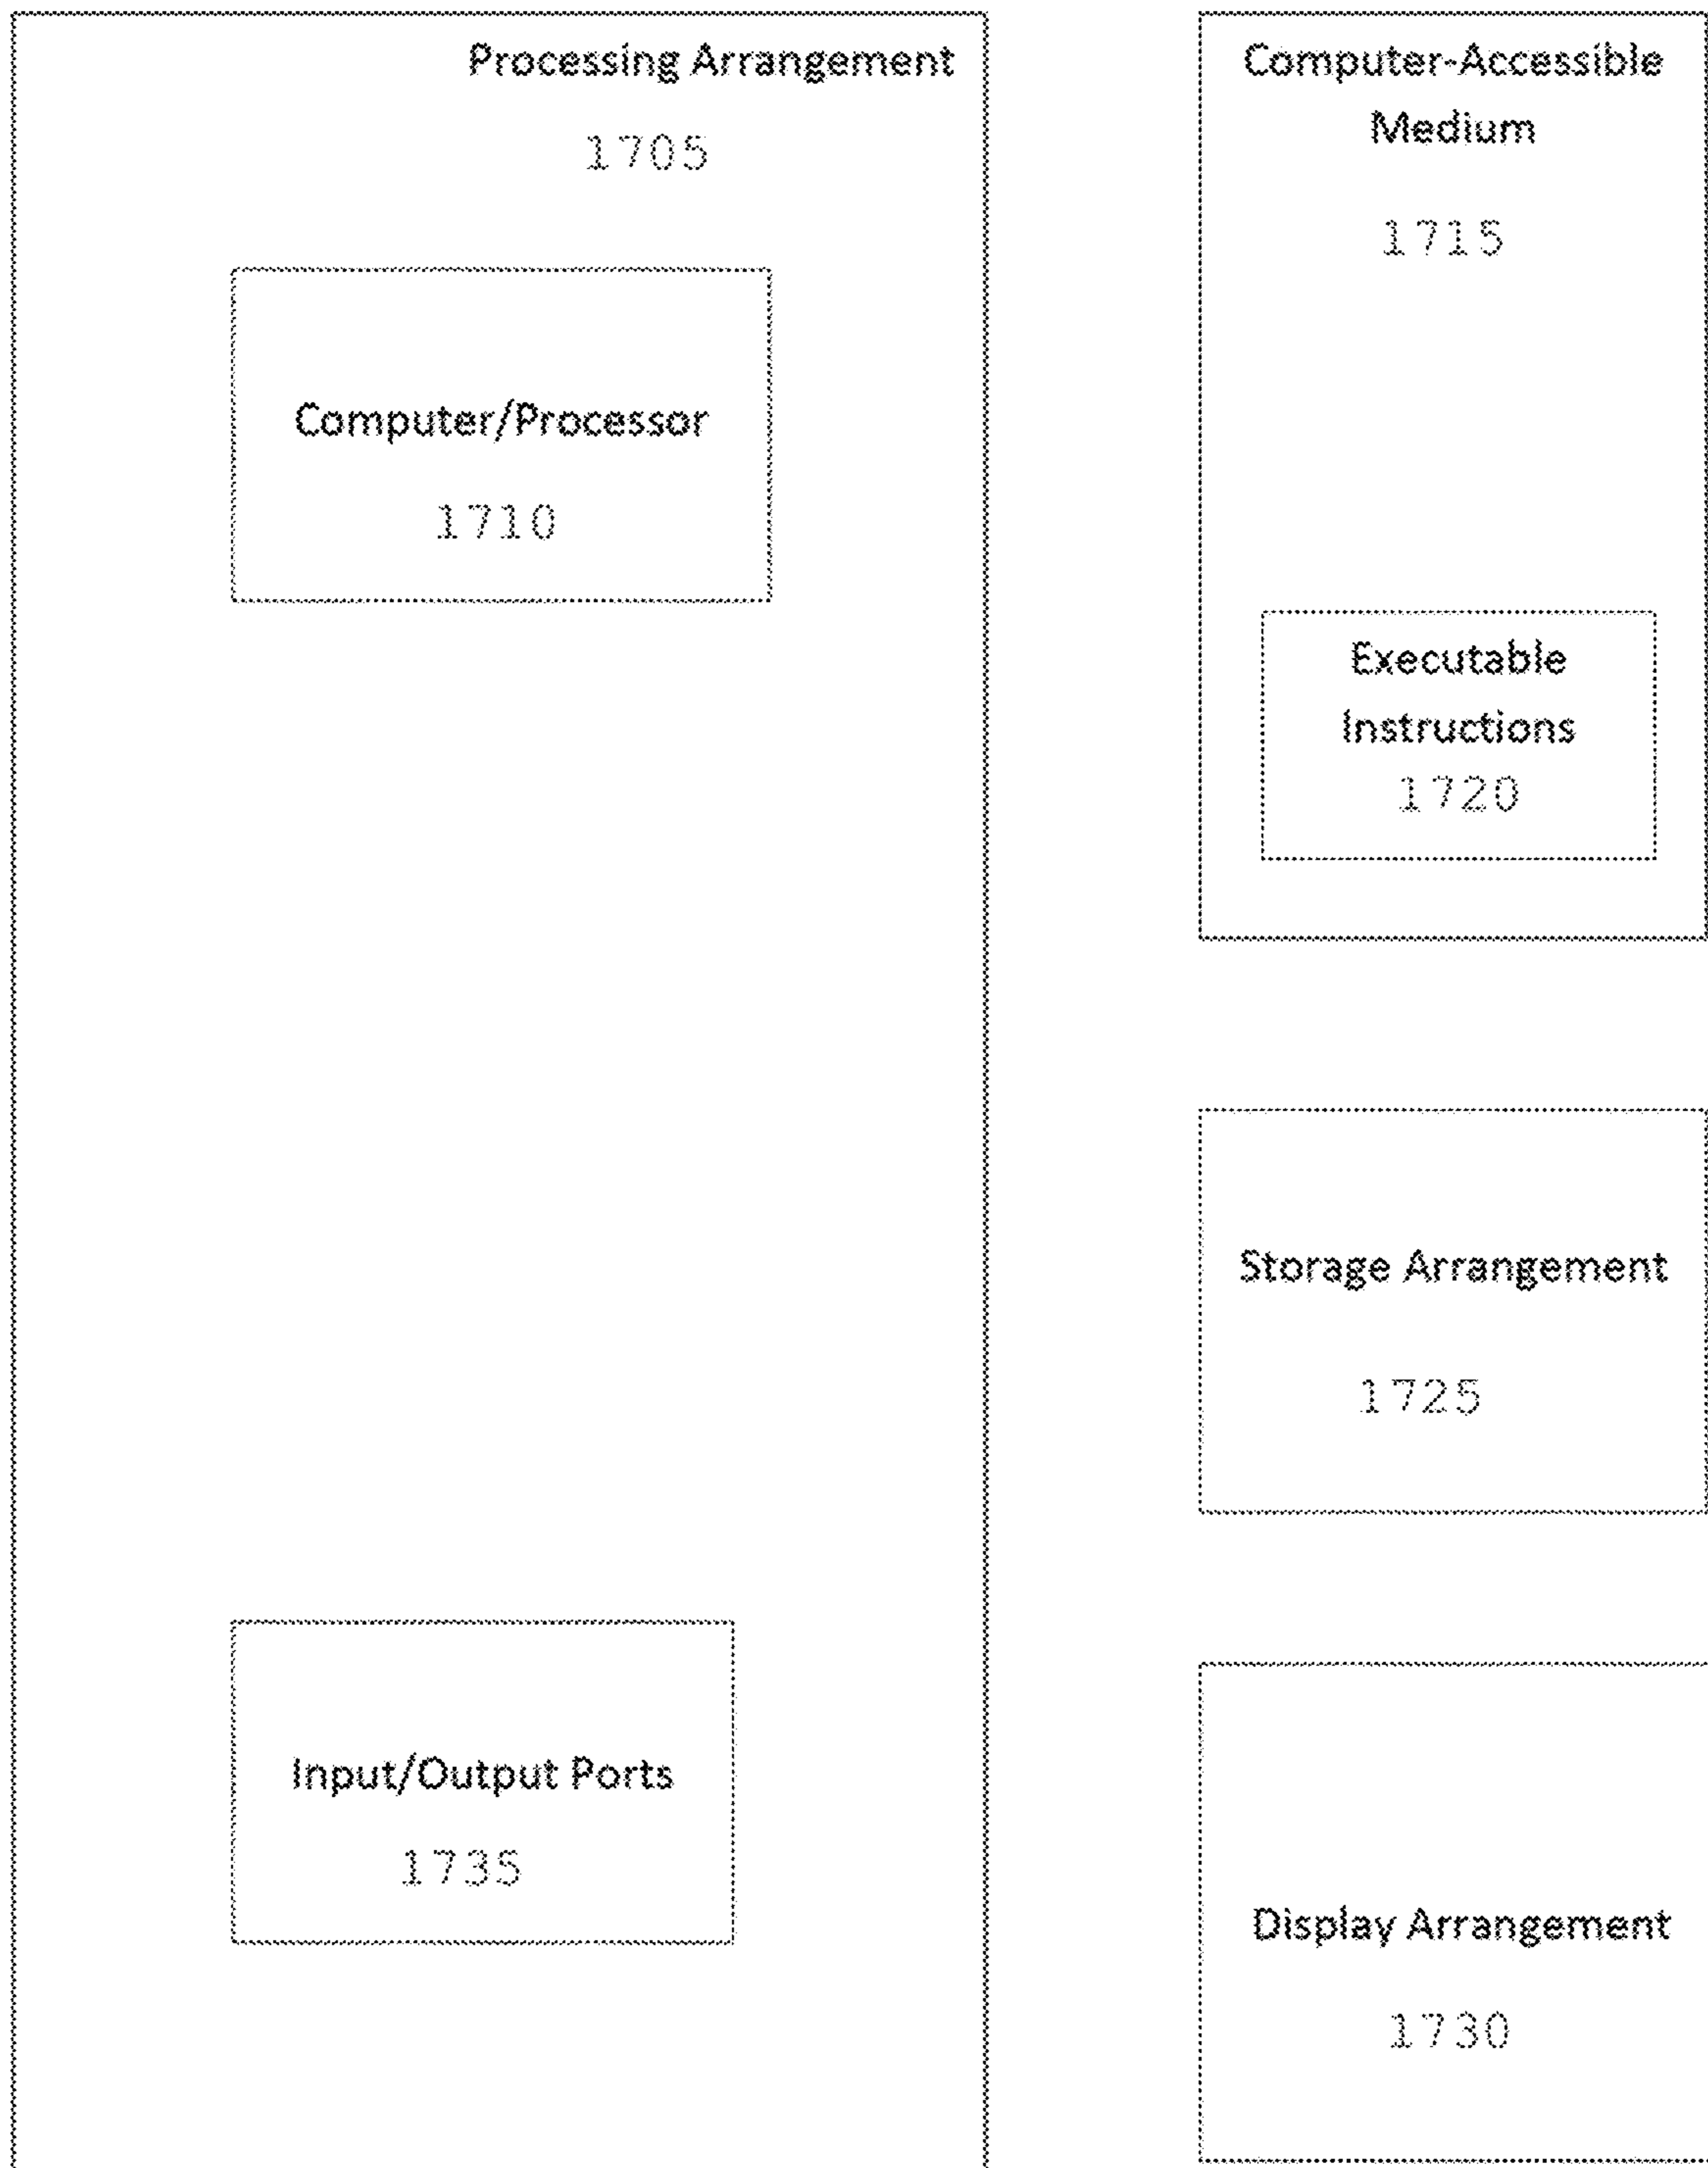 Processing Arrangement
1705
Computer/Processor
1710
Input/Output Ports
1735
Computer-Accessible
Medium
1715
Executable
Instructions
1720
Storage Arrangement
1725
Display Arrangement
1730